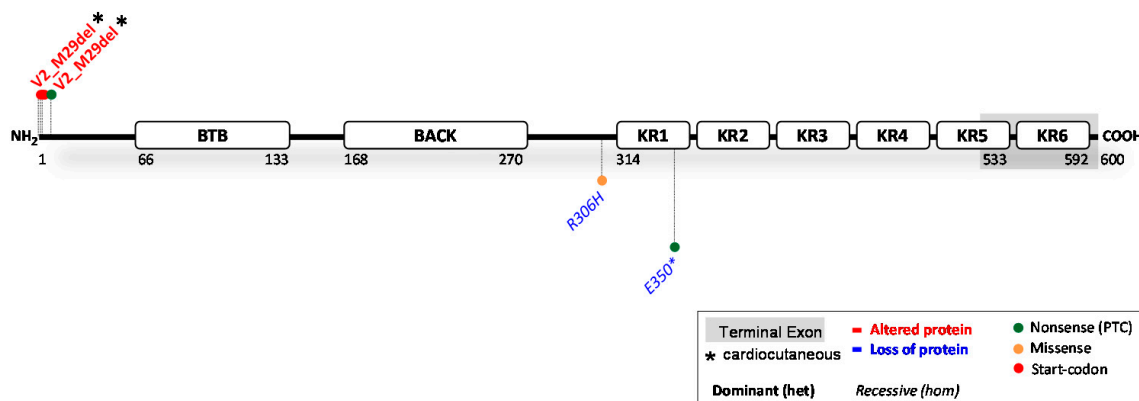 V2_M29del*
V2_M29del*
NH2 BTB BACK KR1 KR2 KR3 KR4 KR5 KR6 COOH
1 66 133 168 270 314 533 592 600
R306H
E350*
Terminal Exon
* cardiocutaneous
Altered protein
Loss of protein
Nonsense (PTC)
Missense
Start-codon
Dominant (het)
Recessive (hom)